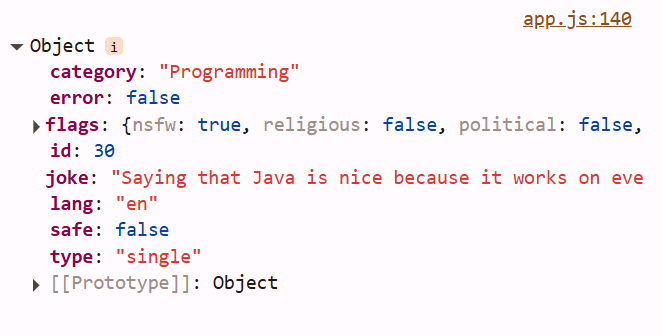 app.js:140
Object i
category: "Programming"
error: false
flags: {nsfw: true, religious: false, political: false,
id: 30
joke: "Saying that Java is nice because it works on eve
lang: "en"
safe: false
type: "single"
[[Prototype]]: Object